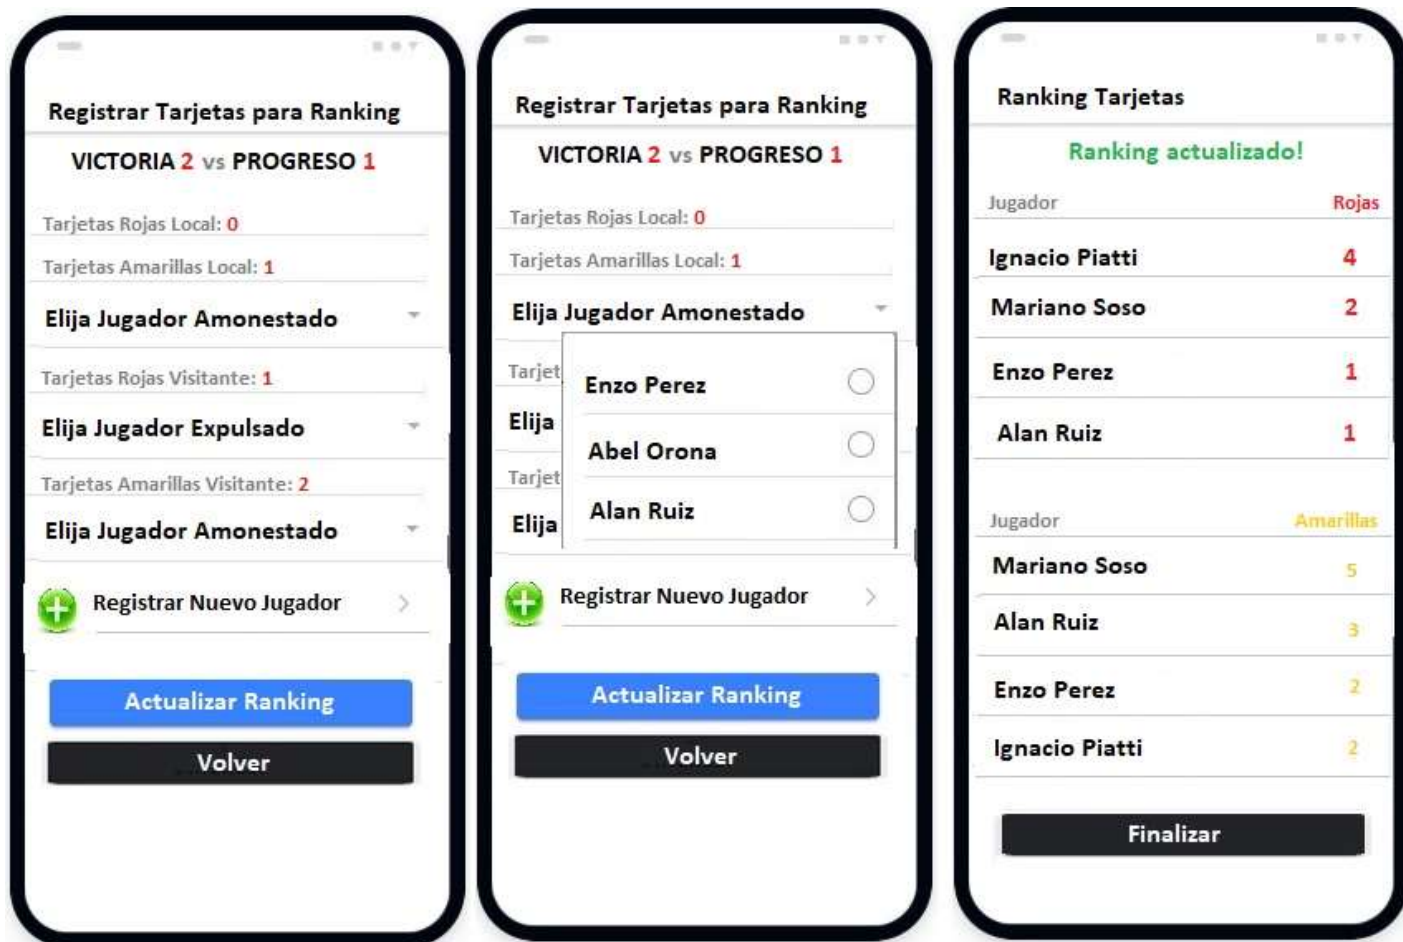 Registrar Tarjetas para Ranking
VICTORIA 2 vs PROGRESO 1
Tarjetas Rojas Local: 0
Tarjetas Amarillas Local: 1
Elija Jugador Amonestado
Tarjetas Rojas Visitante: 1
Elija Jugador Expulsado
Tarjetas Amarillas Visitante: 2
Elija Jugador Amonestado
Registrar Nuevo Jugador
Actualizar Ranking
Volver
Registrar Tarjetas para Ranking
VICTORIA 2 vs PROGRESO 1
Tarjetas Rojas Local: 0
Tarjetas Amarillas Local: 1
Elija Jugador Amonestado
Tarjet
Enzo Perez
Elija
Abel Orona
Tarjet
Alan Ruiz
Elija
Registrar Nuevo Jugador
Actualizar Ranking
Volver
Ranking Tarjetas
Ranking actualizado!
Jugador Rojas
Ignacio Piatti 4
Mariano Soso 2
Enzo Perez 1
Alan Ruiz 1
Jugador Amarillas
Mariano Soso 5
Alan Ruiz 3
Enzo Perez 2
Ignacio Piatti 2
Finalizar